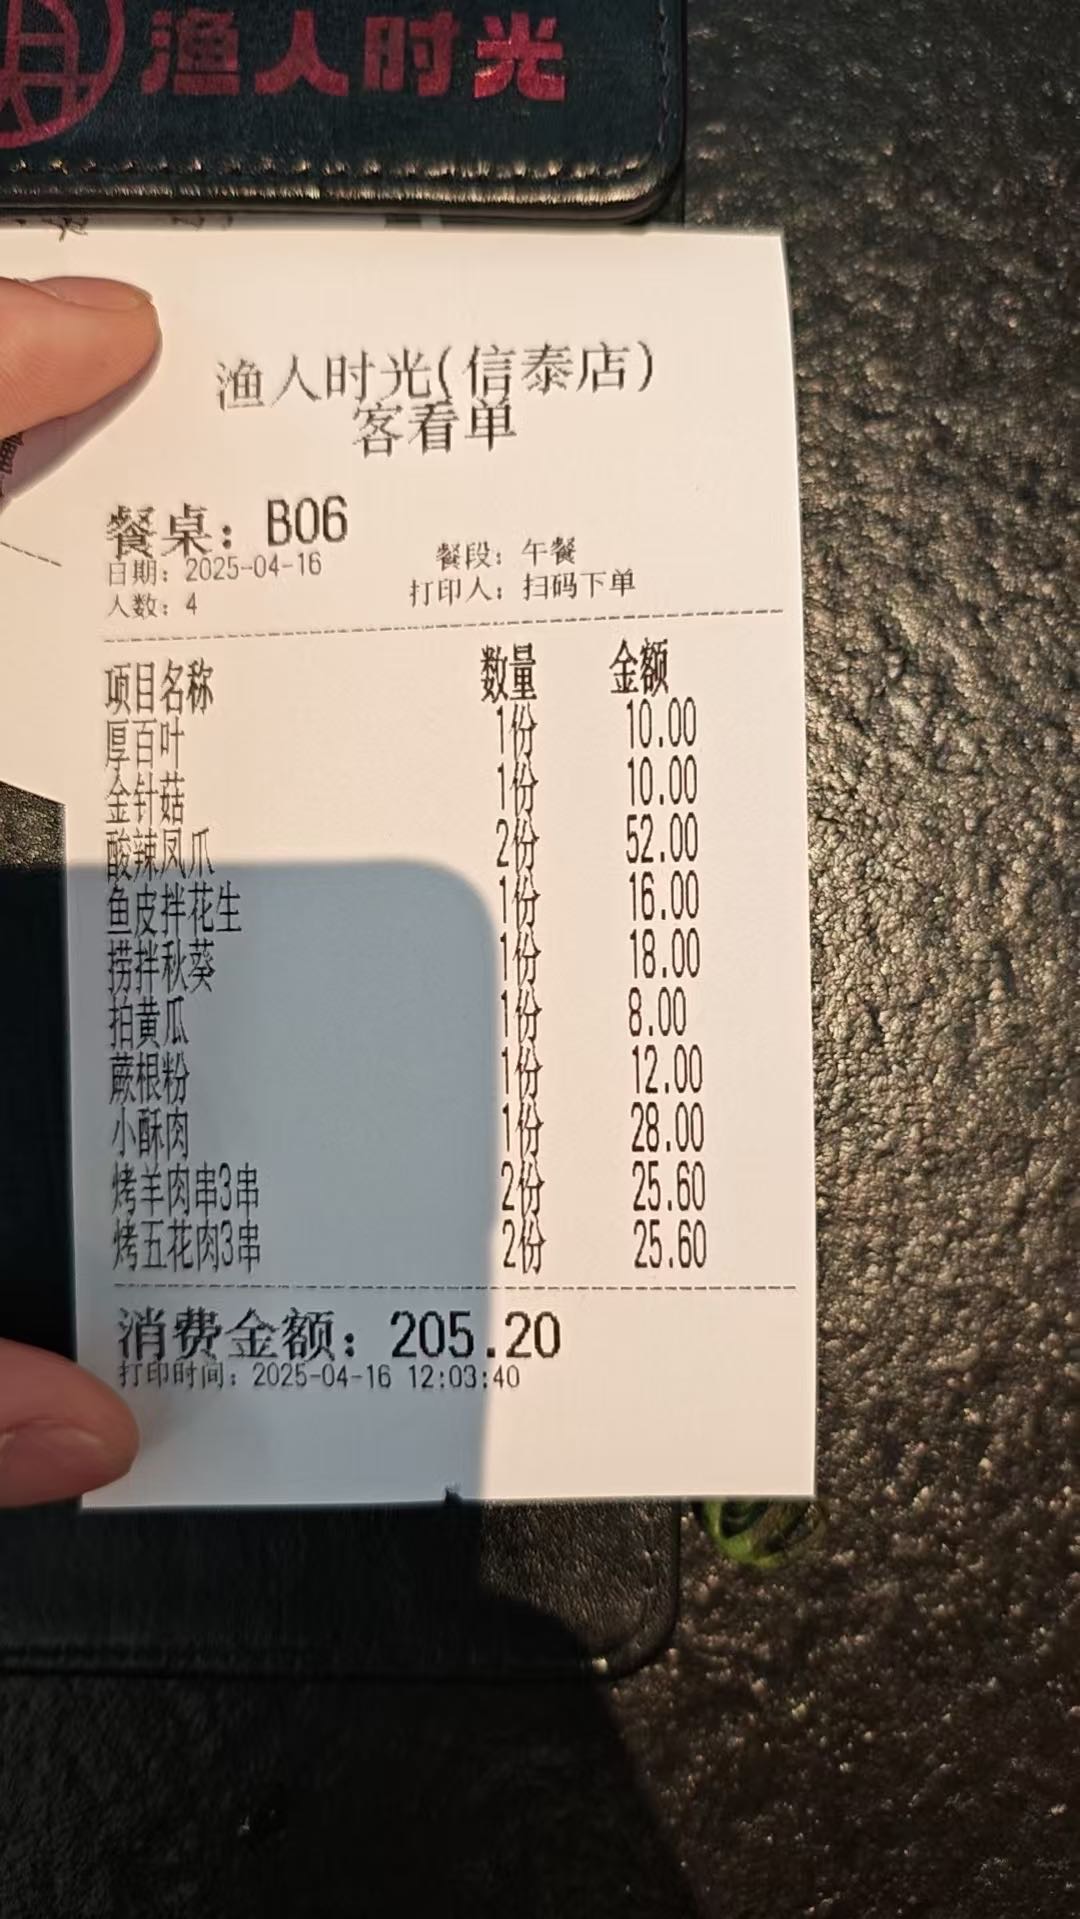 渔人时光
渔人时光(信泰店)
客看单
餐桌：B06
日期：2025-04-16 餐段：午餐
人数：4 打印人：扫码下单
项目名称 数量 金额
厚百叶 1份 10.00
金针菇 1份 10.00
酸辣凤爪 2份 52.00
鱼皮拌花生 1份 16.00
捞拌秋葵 1份 18.00
拍黄瓜 1份 8.00
蕨根粉 1份 12.00
小酥肉 1份 28.00
烤羊肉串3串 2份 25.60
烤五花肉3串 2份 25.60
消费金额：205.20
打印时间：2025-04-16 12:03:40